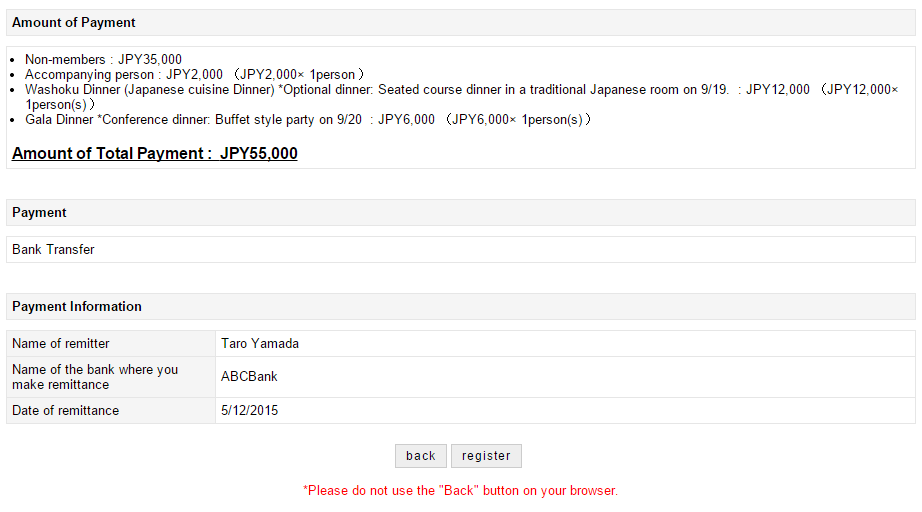 Amount of Payment
• Non-members : JPY35,000
• Accompanying person : JPY2,000 （JPY2,000× 1person）
• Washoku Dinner (Japanese cuisine Dinner) *Optional dinner: Seated course dinner in a traditional Japanese room on 9/19. : JPY12,000 （JPY12,000×
1person(s)）
• Gala Dinner *Conference dinner: Buffet style party on 9/20 : JPY6,000 （JPY6,000× 1person(s)）
Amount of Total Payment : JPY55,000
Payment
Bank Transfer
Payment Information
Name of remitter Taro Yamada
Name of the bank where you
make remittance ABCBank
Date of remittance 5/12/2015
back register
*Please do not use the "Back" button on your browser.